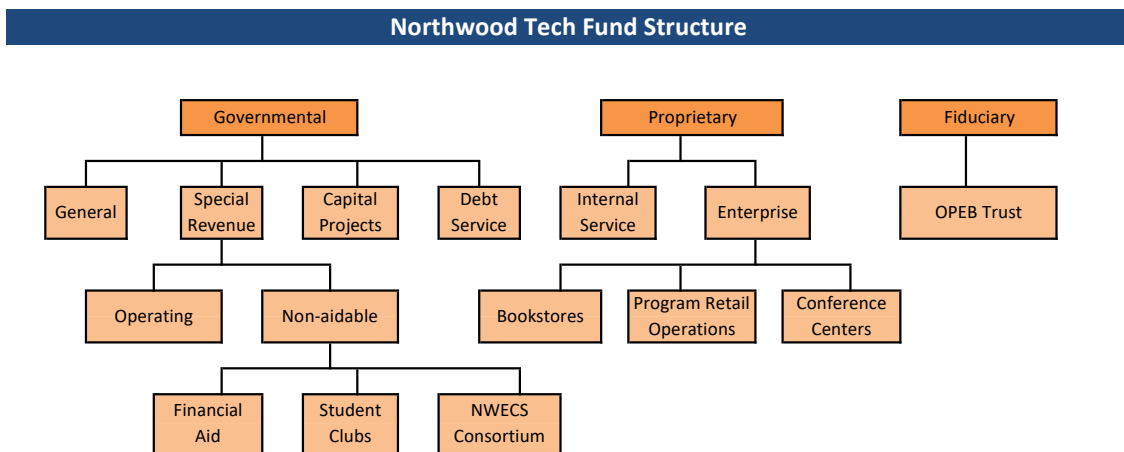 Northwood Tech Fund Structure
Governmental
Proprietary
Fiduciary
General
Special
Revenue
Capital
Projects
Debt
Service
Internal
Service
Enterprise
OPEB Trust
Operating
Non-aidable
Bookstores
Program Retail
Operations
Conference
Centers
Financial
Aid
Student
Clubs
NWECS
Consortium